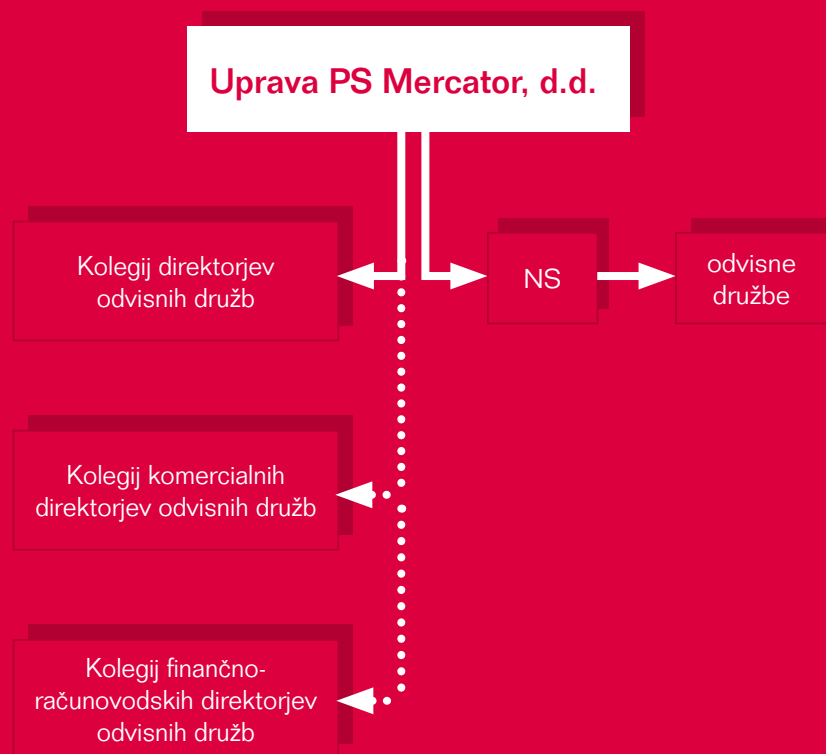 Uprava PS Mercator, d.d.
Kolegij direktorjev
odvisnih družb
NS
odvisne
družbe
Kolegij komercialnih
direktorjev odvisnih družb
Kolegij finančno-
računovodskih direktorjev
odvisnih družb